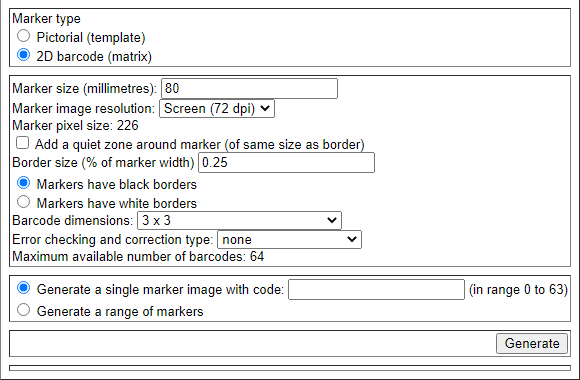 Marker type
Pictorial (template)
2D barcode (matrix)
Marker size (millimetres): 80
Marker image resolution: Screen (72 dpi)
Marker pixel size: 226
Add a quiet zone around marker (of same size as border)
Border size (% of marker width) 0.25
Markers have black borders
Markers have white borders
Barcode dimensions: 3 x 3
Error checking and correction type: none
Maximum available number of barcodes: 64
Generate a single marker image with code: (in range 0 to 63)
Generate a range of markers
Generate